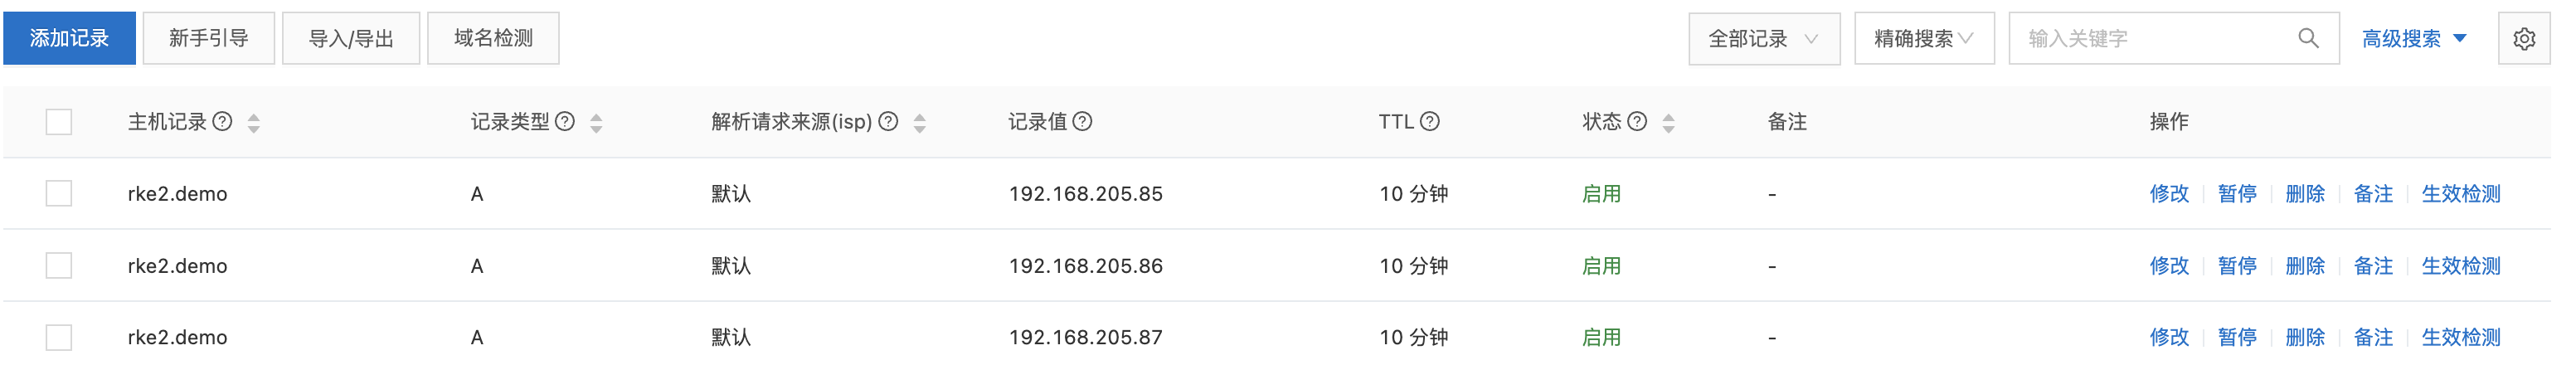 添加记录 新手引导 导入/导出 域名检测 全部记录 精确搜索 输入关键字 高级搜索
主机记录 记录类型 解析请求来源(isp) 记录值 TTL 状态 备注 操作
rke2.demo A 默认 192.168.205.85 10 分钟 启用 - 修改 暂停 删除 备注 生效检测
rke2.demo A 默认 192.168.205.86 10 分钟 启用 - 修改 暂停 删除 备注 生效检测
rke2.demo A 默认 192.168.205.87 10 分钟 启用 - 修改 暂停 删除 备注 生效检测